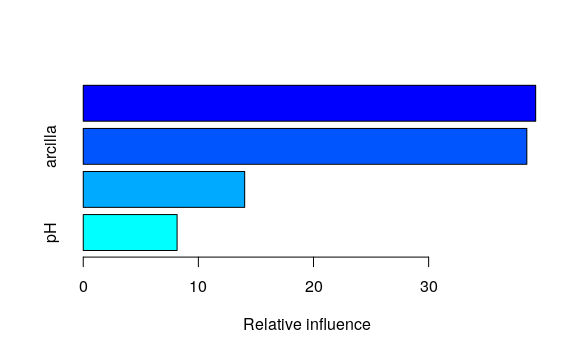 arcilla
pH
0 10 20 30
Relative influence